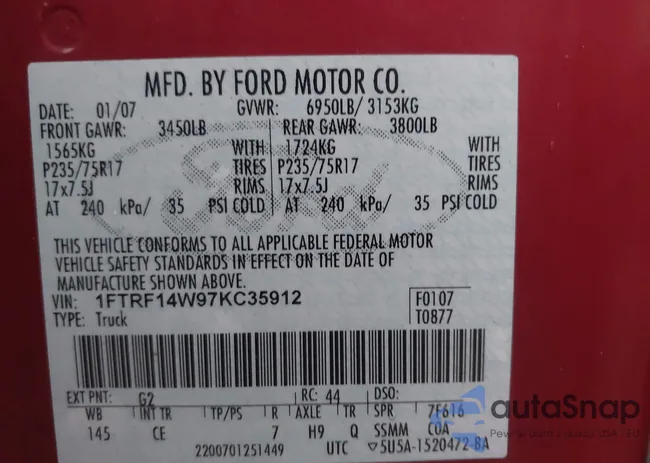 MFD. BY FORD MOTOR CO.
DATE: 01/07 GVWR: 6950LB/ 3153KG
FRONT GAWR: 3450LB REAR GAWR: 3800LB
1565KG WITH 1724KG WITH
P235/75R17 TIRES P235/75R17 TIRES
17x7.5J RIMS 17x7.5J RIMS
AT 240 kPa/ 35 PSI COLD AT 240 kPa/ 35 PSI COLD
Ford
THIS VEHICLE CONFORMS TO ALL APPLICABLE FEDERAL MOTOR
VEHICLE SAFETY STANDARDS IN EFFECT ON THE DATE OF
MANUFACTURE SHOWN ABOVE.
VIN: 1FTRF14W97KC35912 F0107
TYPE: Truck T0877
EXT PNT: G2 RC: 44 DSO:
WB INT TR TP/PS R AXLE TR SPR 7F616
145 CE 7 H9 Q SSMM COA
2200701251449 UTC ▽5U5A-1520472-BA
autaSnap